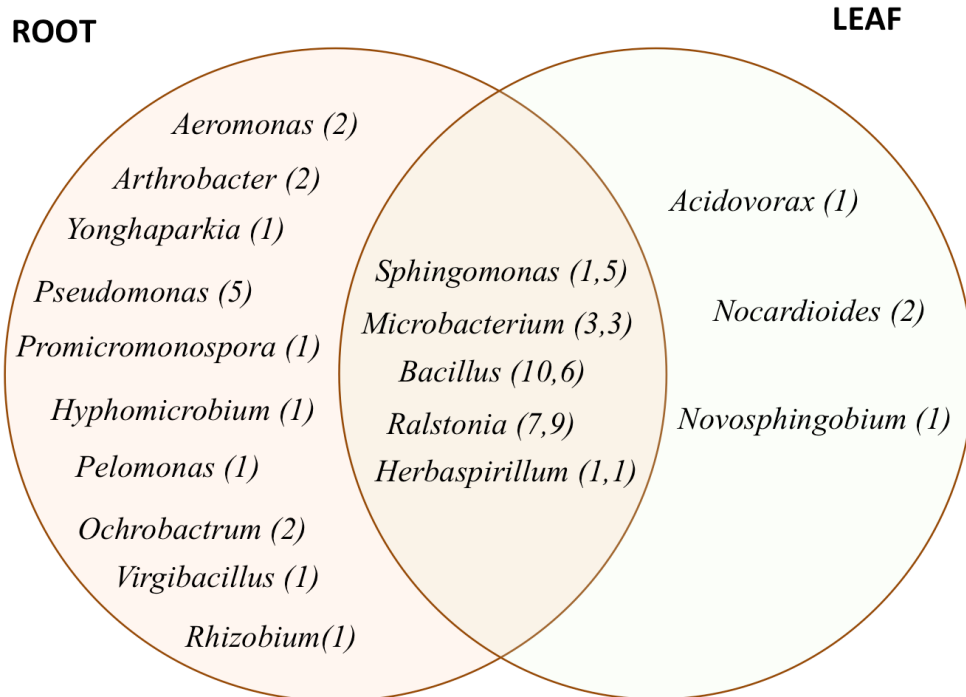 ROOT
LEAF
Aeromonas (2)
Arthrobacter (2)
Yonghaparkia (1)
Pseudomonas (5)
Promicromonospora (1)
Hyphomicrobium (1)
Pelomonas (1)
Ochrobactrum (2)
Virgibacillus (1)
Rhizobium(1)
Sphingomonas (1,5)
Microbacterium (3,3)
Bacillus (10,6)
Ralstonia (7,9)
Herbaspirillum (1,1)
Acidovorax (1)
Nocardioides (2)
Novosphingobium (1)